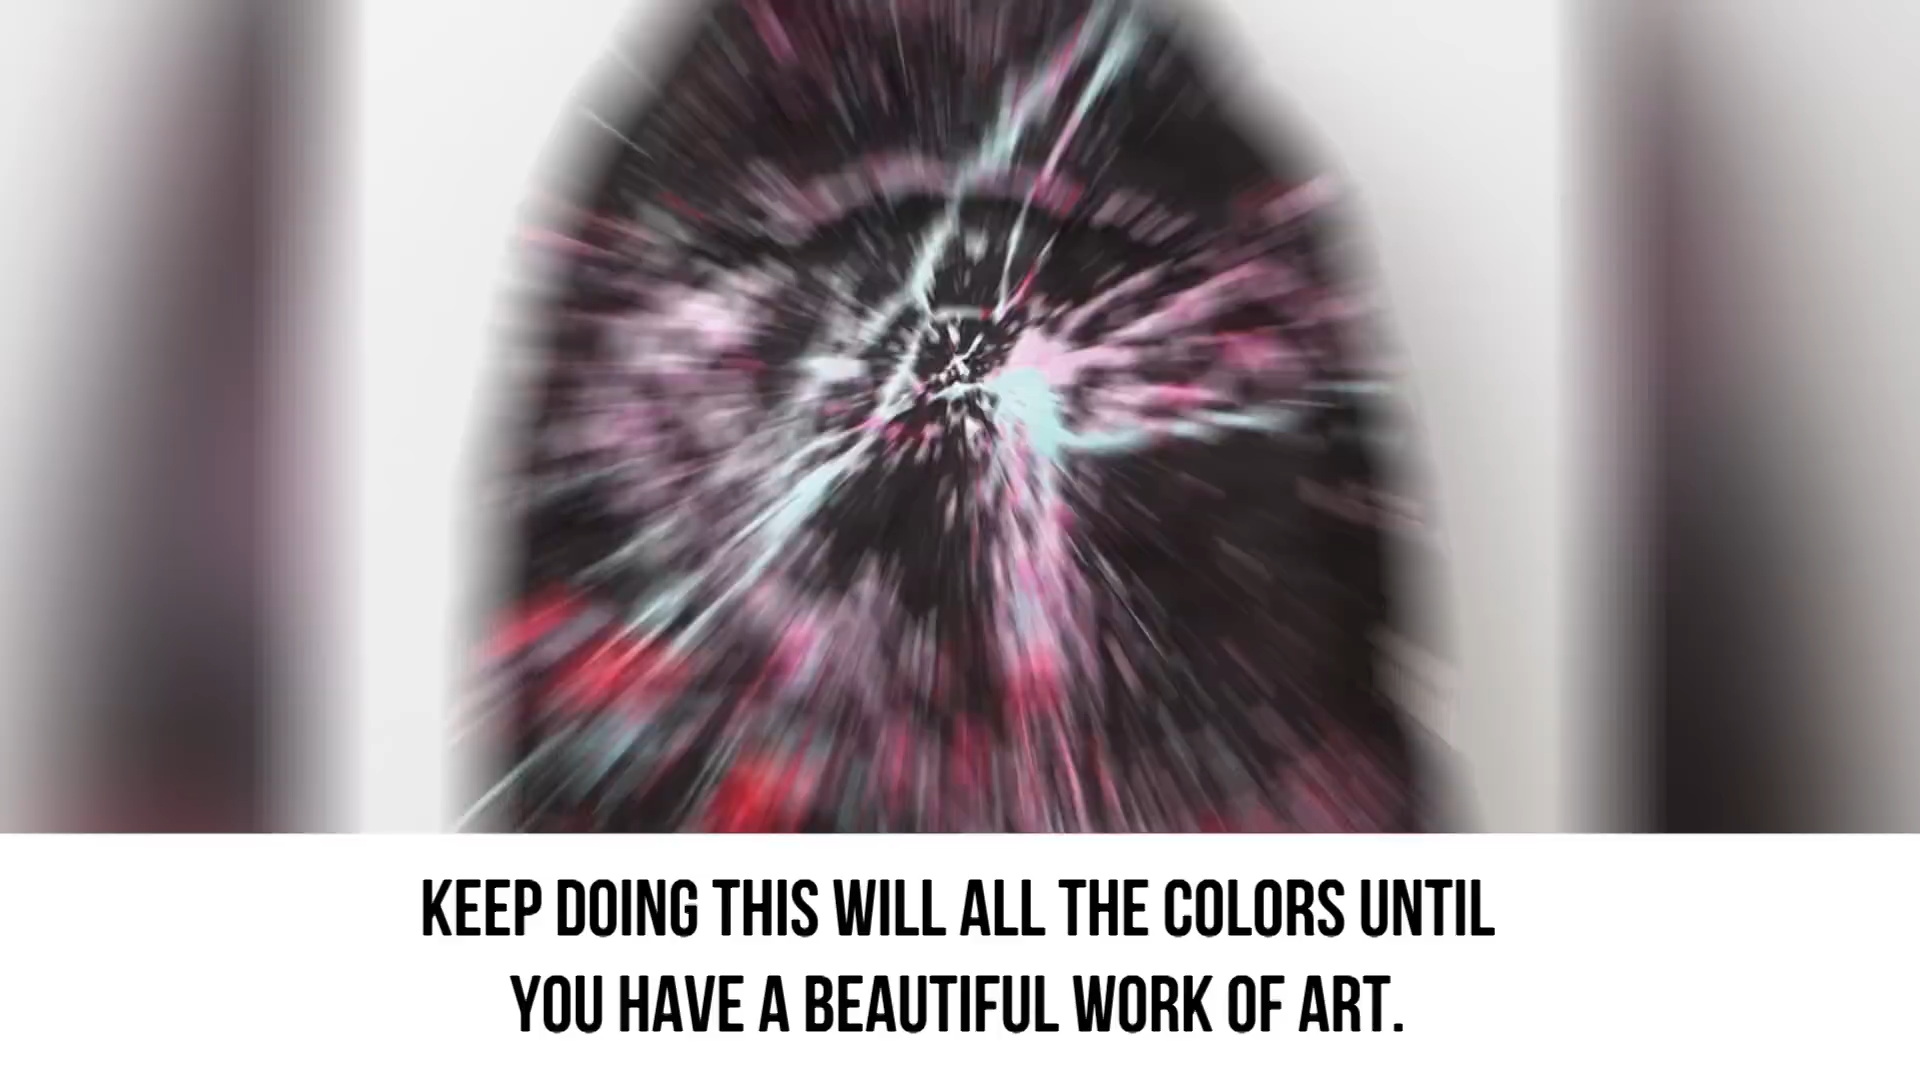 KEEP DOING THIS WILL ALL THE COLORS UNTIL
YOU HAVE A BEAUTIFUL WORK OF ART.